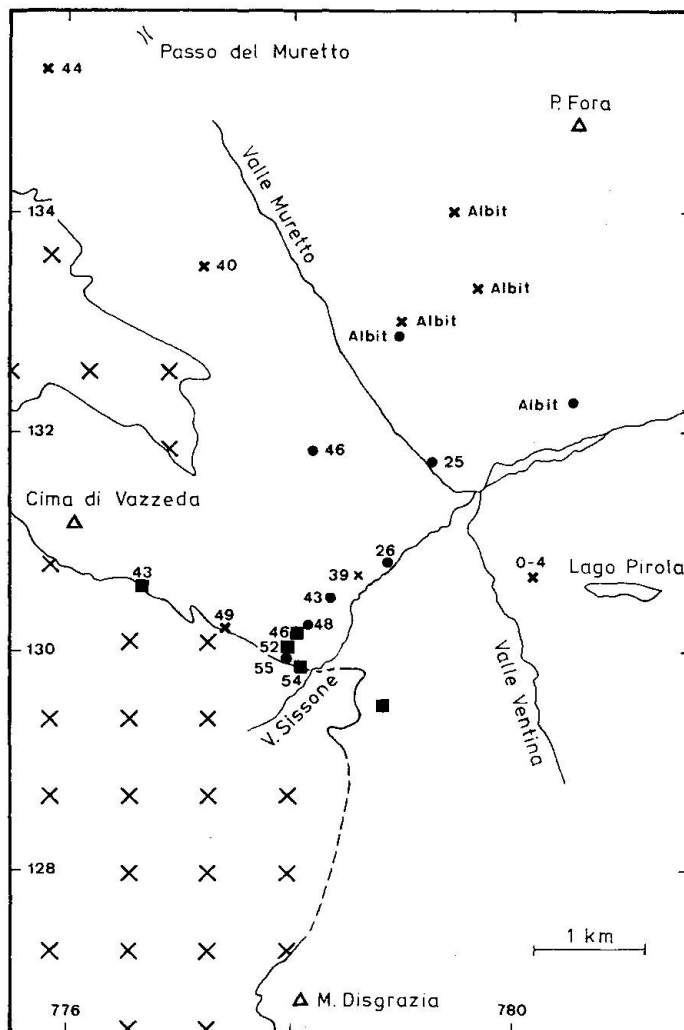 Passo del Muretto
44
P. Fora
Valle Muretto
134
Albit
40
Albit
Albit
Albit
Albit
132
46
25
Cima di Vazzeda
43
39
26
0-4
Lago Pirola
43
49
46
48
52
130
55
54
V. Sissone
Valle Ventina
128
1 km
M. Disgrazia
776
780